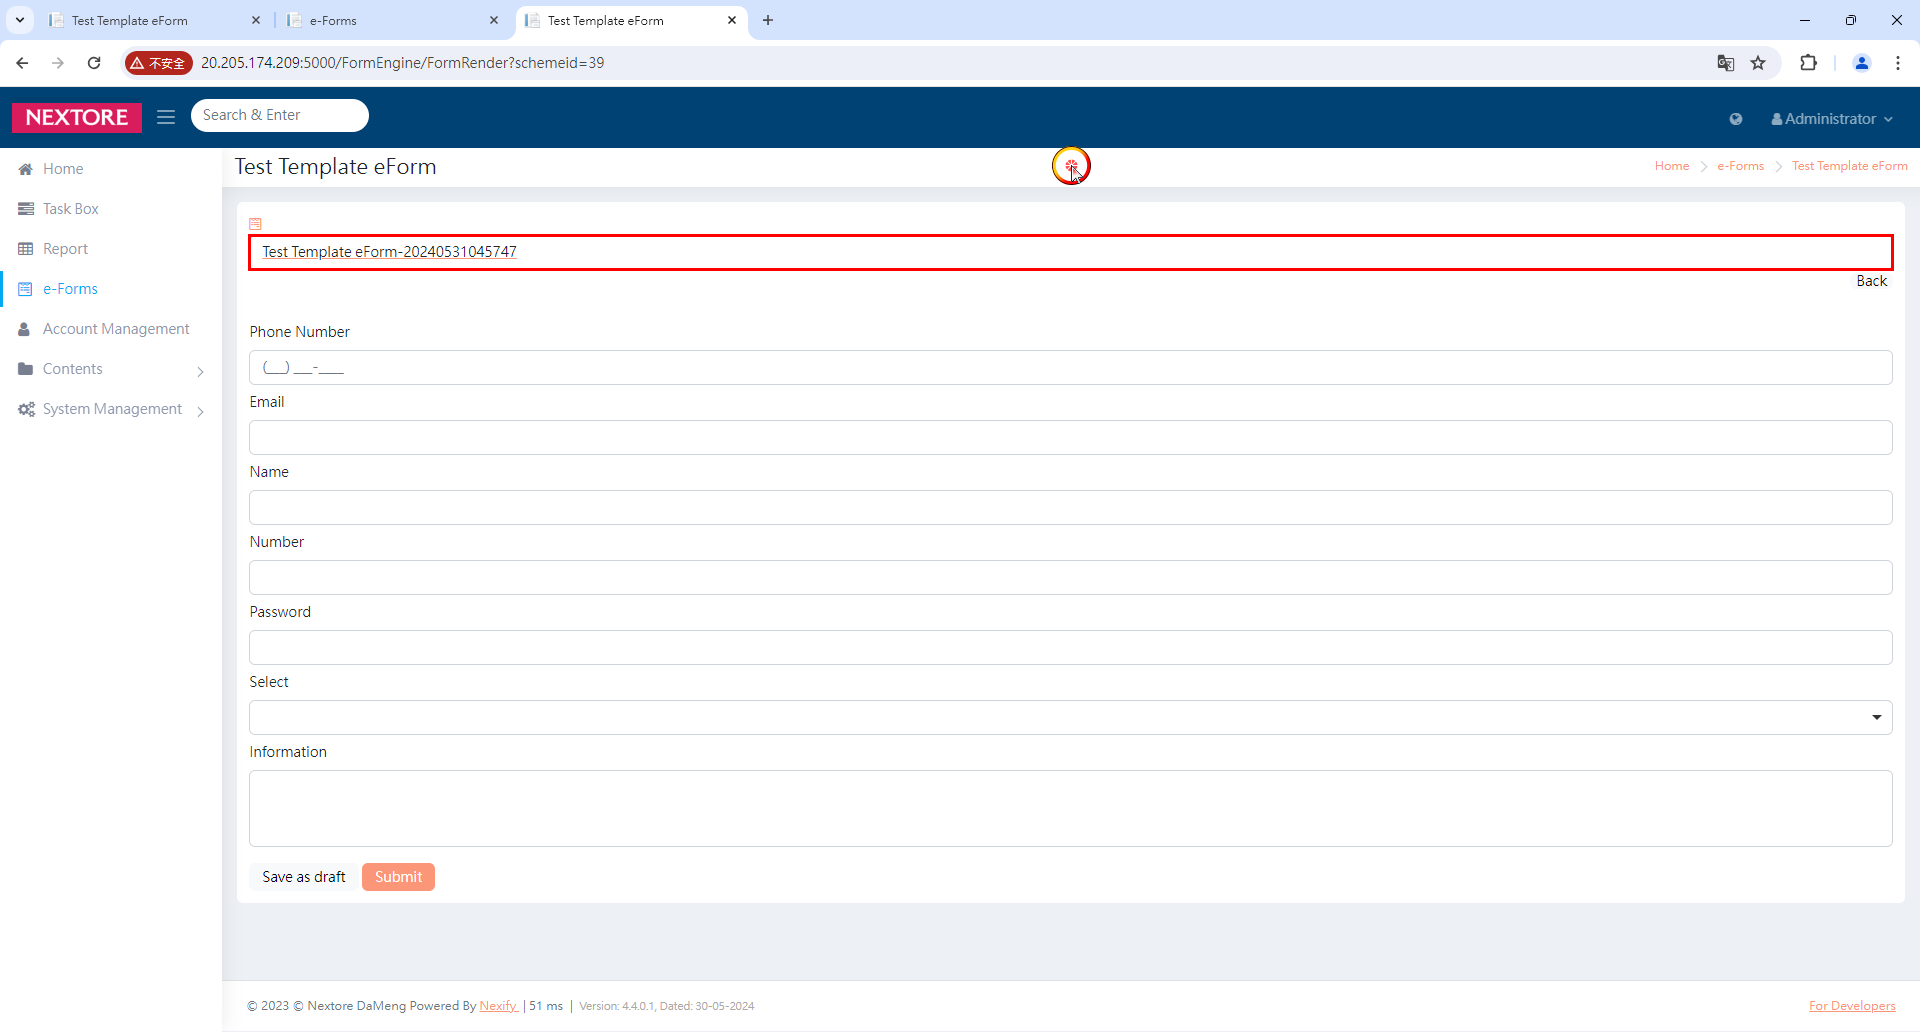 Test Template eForm
e-Forms
Test Template eForm
不安全
20.205.174.209:5000/FormEngine/FormRender?schemeid=39
NEXTORE
Search & Enter
Administrator
Home
Task Box
Report
e-Forms
Account Management
Contents
System Management
Test Template eForm
Home
e-Forms
Test Template eForm
Test Template eForm-20240531045747
Back
Phone Number
(___) ___-____
Email
Name
Number
Password
Select
Information
Save as draft
Submit
© 2023 © Nextore DaMeng Powered By Nexify | 51 ms | Version: 4.4.0.1, Dated: 30-05-2024
For Developers